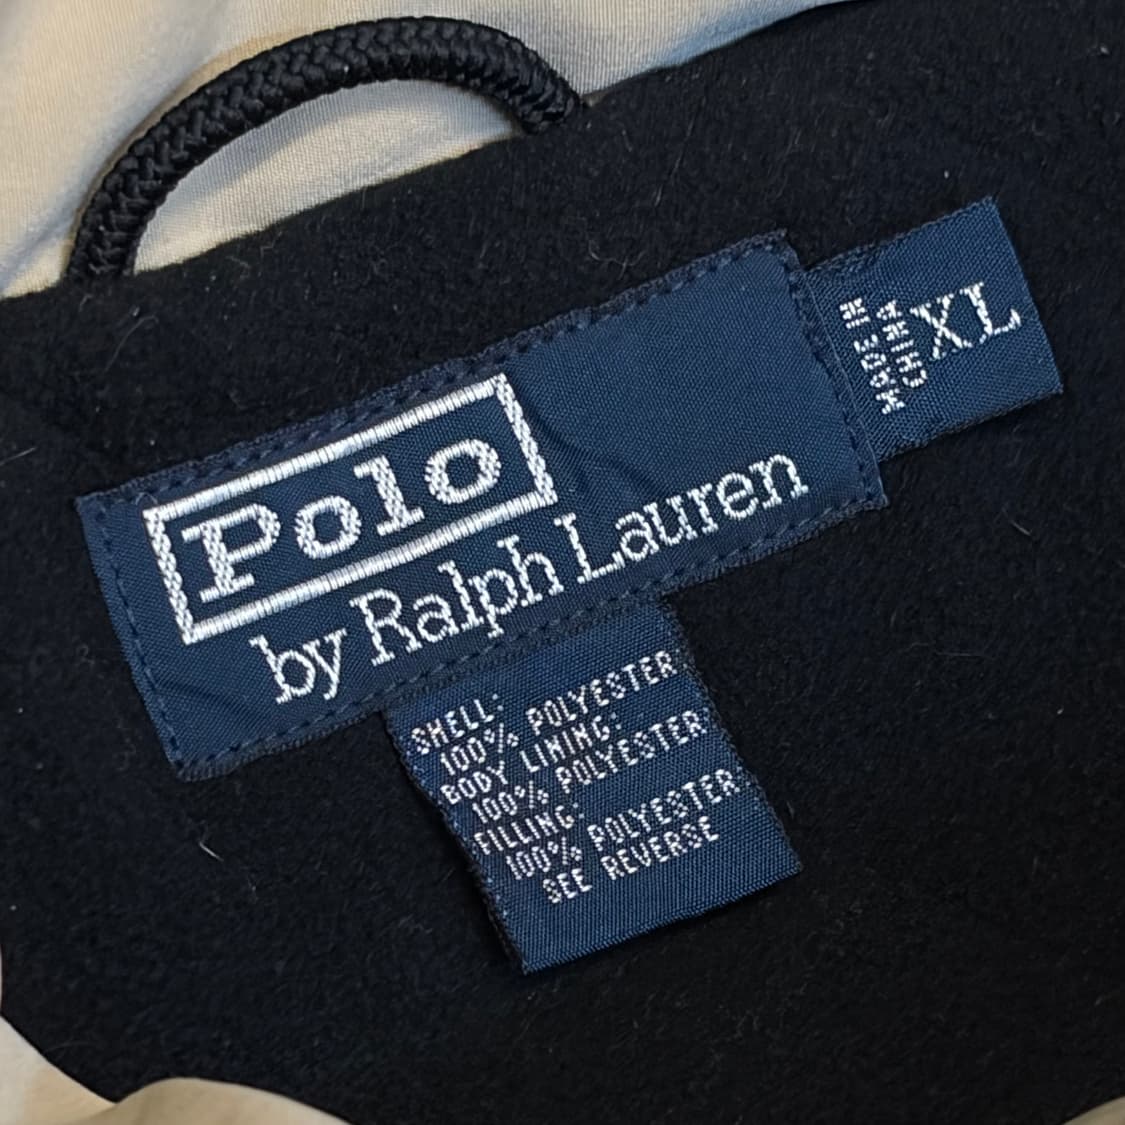 Polo
by Ralph Lauren
MADE IN
CHINA
XL
SHELL:
100% POLYESTER
BODY LINING:
100% POLYESTER
FILLING:
100% POLYESTER
SEE REVERSE